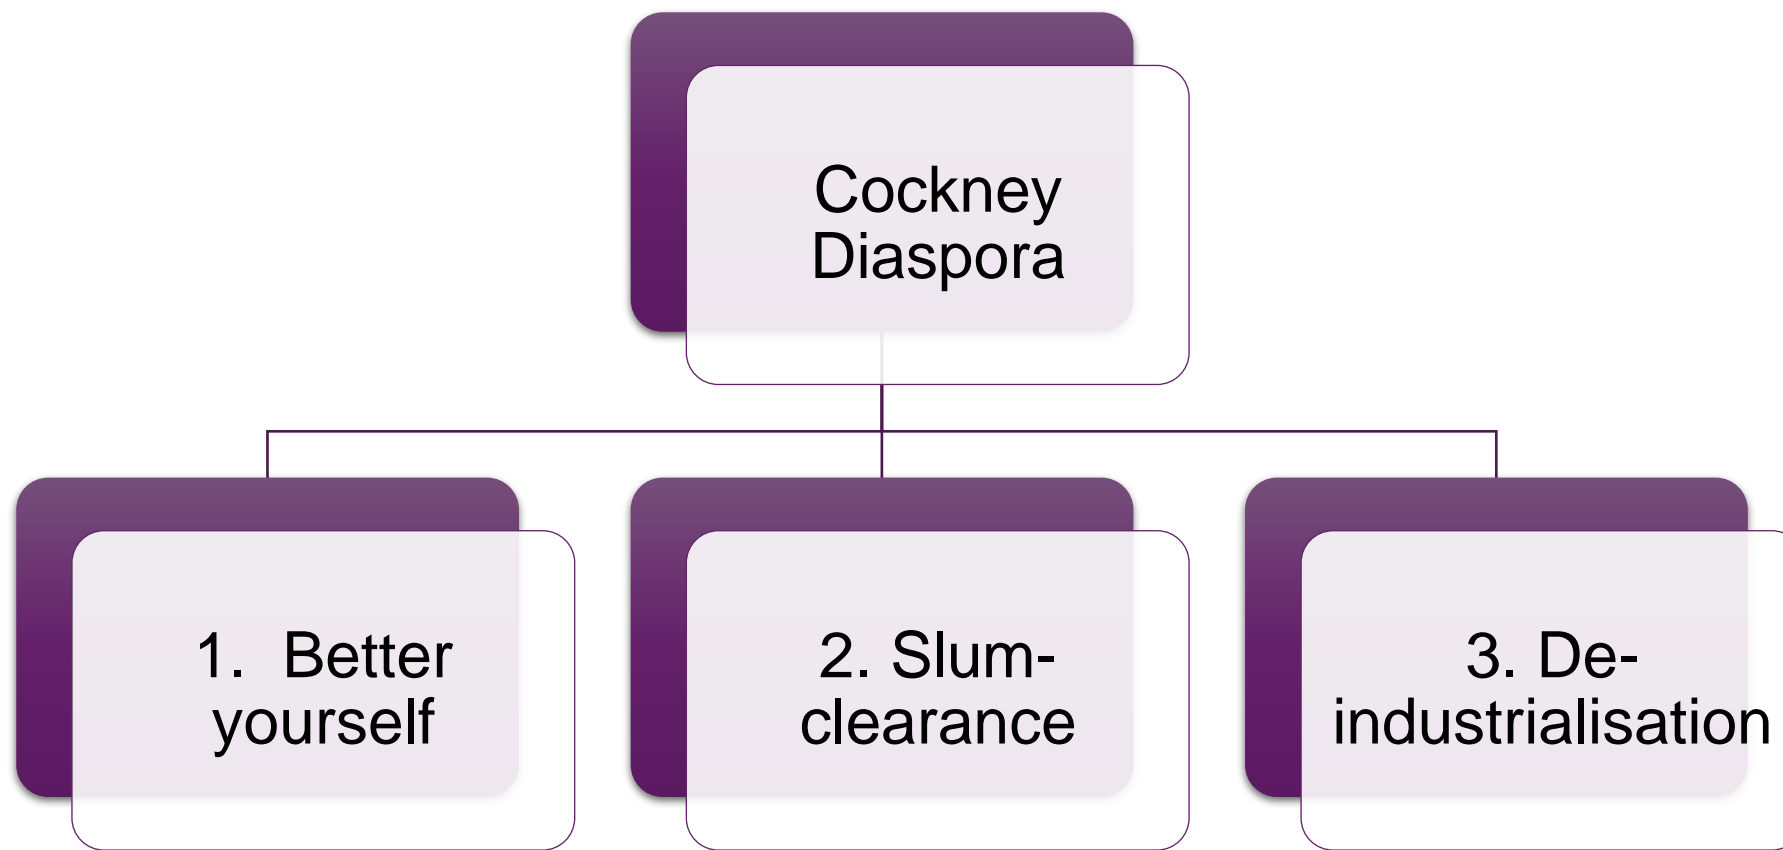 Cockney
Diaspora
1.  Better
yourself
2. Slum-
clearance
3. De-
industrialisation